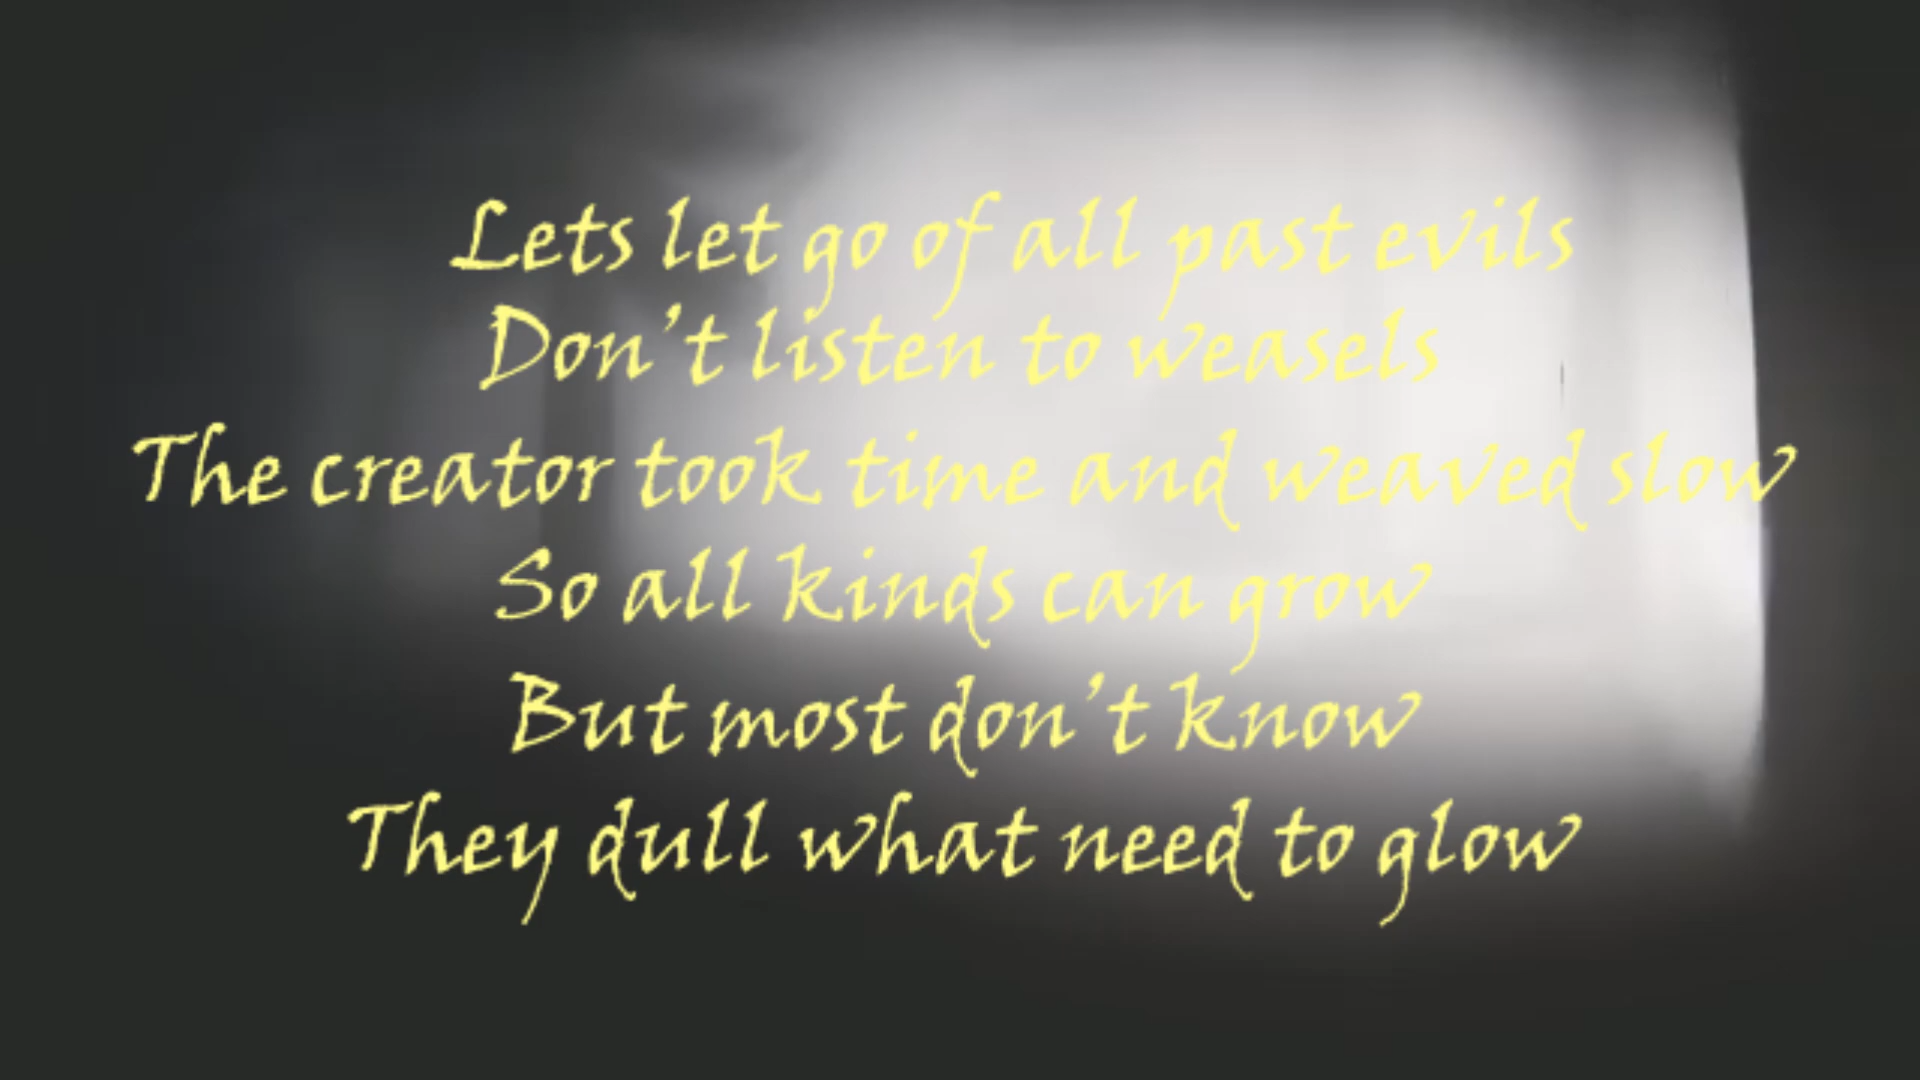 Lets let go of all past evils
Don't listen to weasels
The creator took time and weaved slow
So all kinds can grow
But most don't know
They dull what need to glow